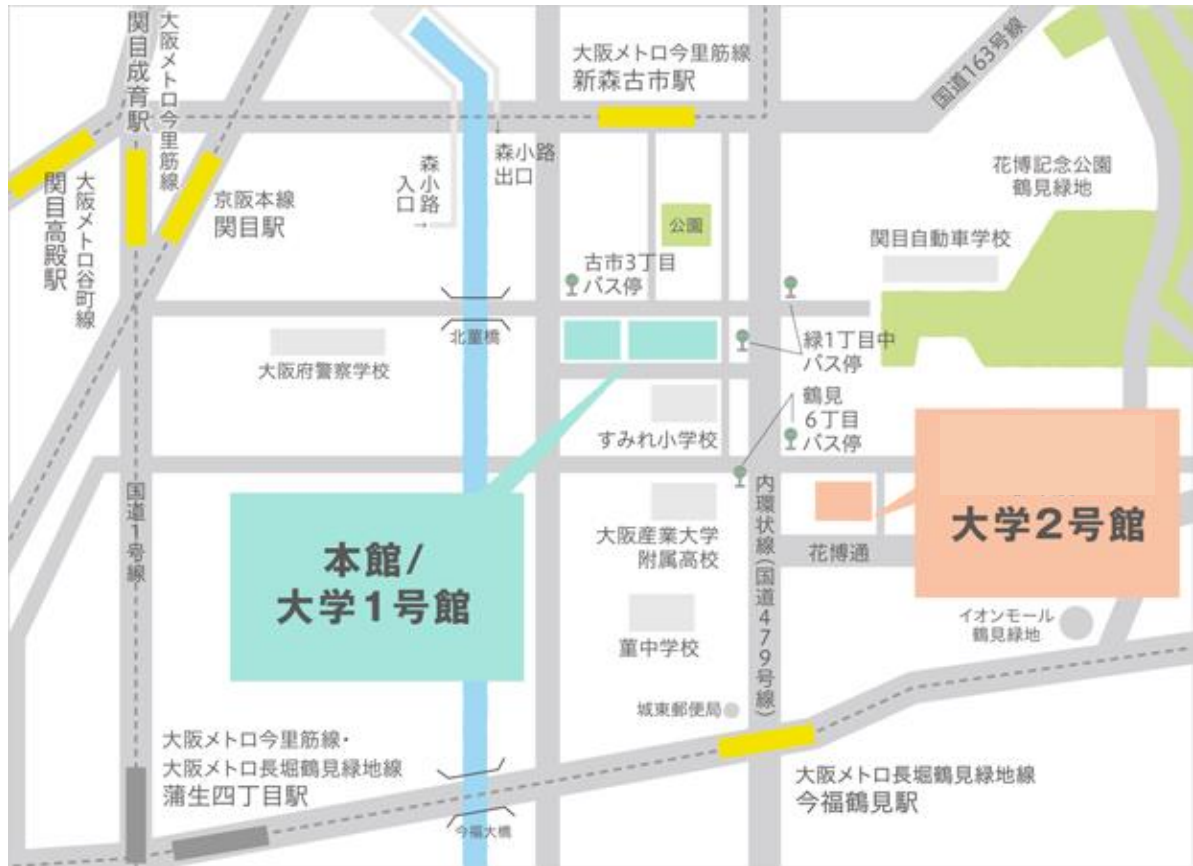 関目成育駅
大阪メトロ今里筋線
大阪メトロ今里筋線
新森古市駅
国道163号線
森小路
出口
森小路
入口
京阪本線
関目駅
大阪メトロ谷町線
関目高殿駅
公園
花博記念公園
鶴見緑地
関目自動車学校
古市3丁目
バス停
北菫橋
大阪府警察学校
緑1丁目中
バス停
鶴見
6丁目
バス停
すみれ小学校
国道1号線
本館/
大学1号館
大阪産業大学
附属高校
内環状線(国道479号線)
花博通
大学2号館
菫中学校
イオンモール
鶴見緑地
城東郵便局
大阪メトロ今里筋線・
大阪メトロ長堀鶴見緑地線
蒲生四丁目駅
今福大橋
大阪メトロ長堀鶴見緑地線
今福鶴見駅